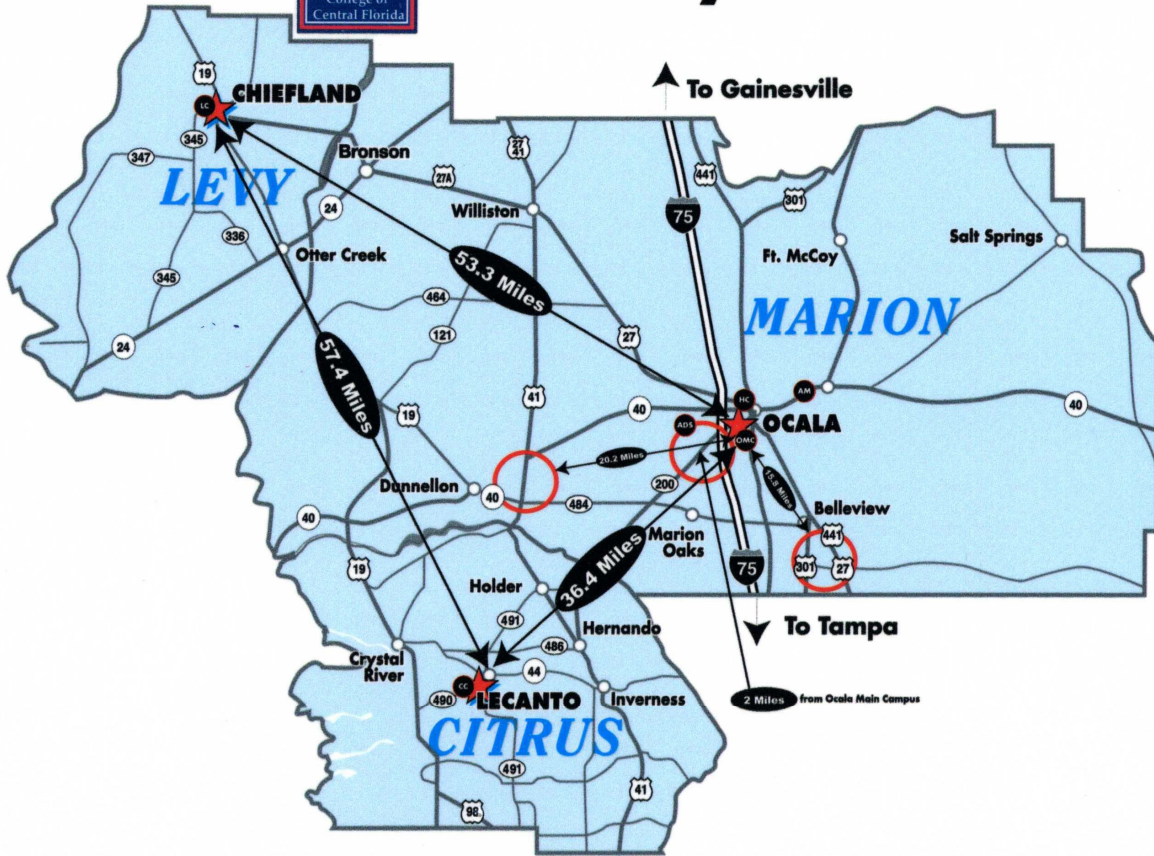 College of
Central Florida
To Gainesville
19
CHIEFLAND
LC
345
347
Bronson
27
41
441
LEVY
27A
301
24
Williston
75
336
Otter Creek
Ft. McCoy
Salt Springs
345
53.3 Miles
464
MARION
121
27
24
57.4 Miles
41
HC
AM
40
40
19
ADS
OCALA
OMC
20.2 Miles
200
15.8 Miles
Dunnellon
40
484
Belleview
40
Marion
Oaks
441
36.4 Miles
75
301
27
19
Holder
491
To Tampa
Hernando
486
Crystal
River
44
CC
490
LECANTO
Inverness
2 Miles
from Ocala Main Campus
CITRUS
491
41
98